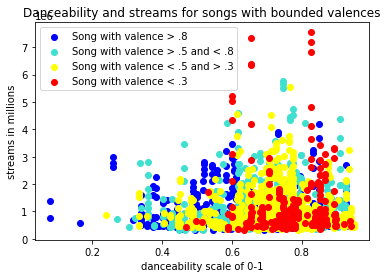 Danceability and streams for songs with bounded valences
1e6
Song with valence > .8
Song with valence > .5 and < .8
Song with valence < .5 and > .3
Song with valence < .3
streams in millions
7
6
5
4
3
2
1
0
0.2 0.4 0.6 0.8
danceability scale of 0-1